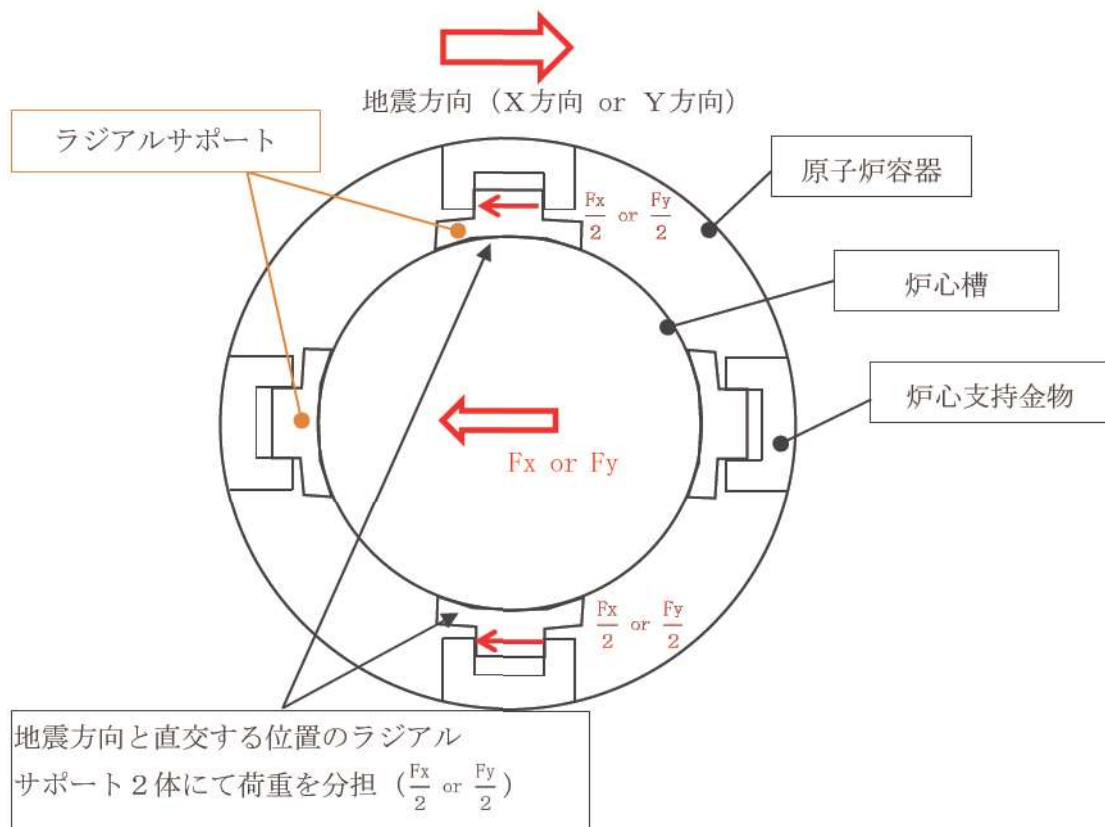 地震方向（Ｘ方向 or Ｙ方向）
ラジアルサポート
原子炉容器
Fx/2 or Fy/2
炉心槽
炉心支持金物
Fx or Fy
Fx/2 or Fy/2
地震方向と直交する位置のラジアル
サポート２体にて荷重を分担（Fx/2 or Fy/2）